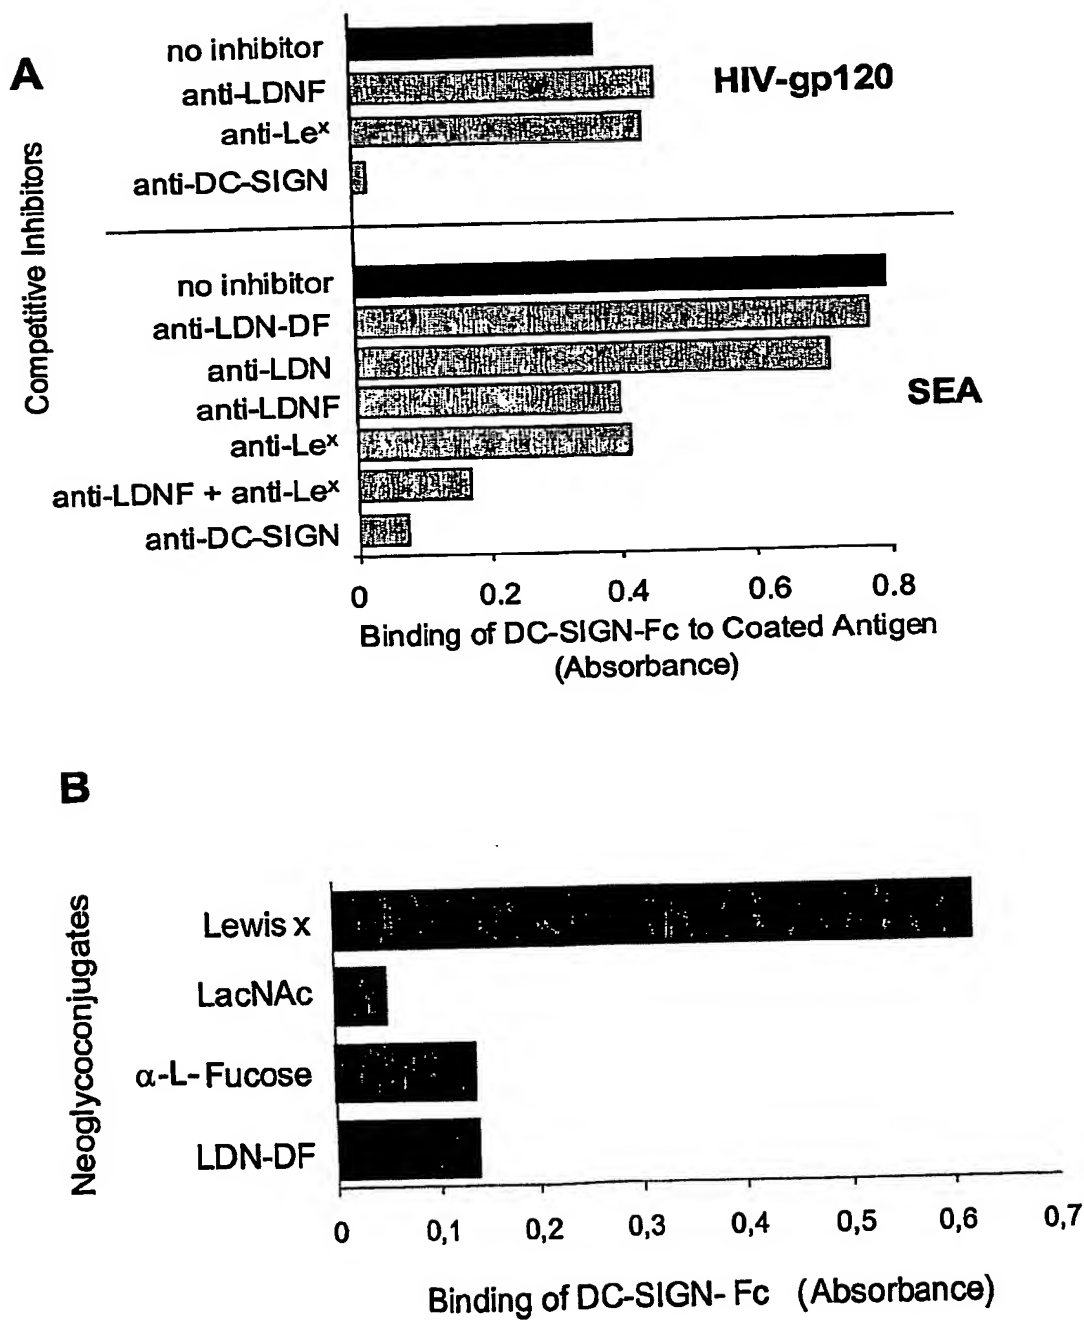 A
Competitive Inhibitors
no inhibitor
anti-LDNF
anti-Leˣ
anti-DC-SIGN
HIV-gp120
no inhibitor
anti-LDN-DF
anti-LDN
anti-LDNF
anti-Leˣ
anti-LDNF + anti-Leˣ
anti-DC-SIGN
SEA
0 0.2 0.4 0.6 0.8
Binding of DC-SIGN-Fc to Coated Antigen
(Absorbance)
B
Neoglycoconjugates
Lewis x
LacNAc
α-L-Fucose
LDN-DF
0 0,1 0,2 0,3 0,4 0,5 0,6 0,7
Binding of DC-SIGN- Fc (Absorbance)